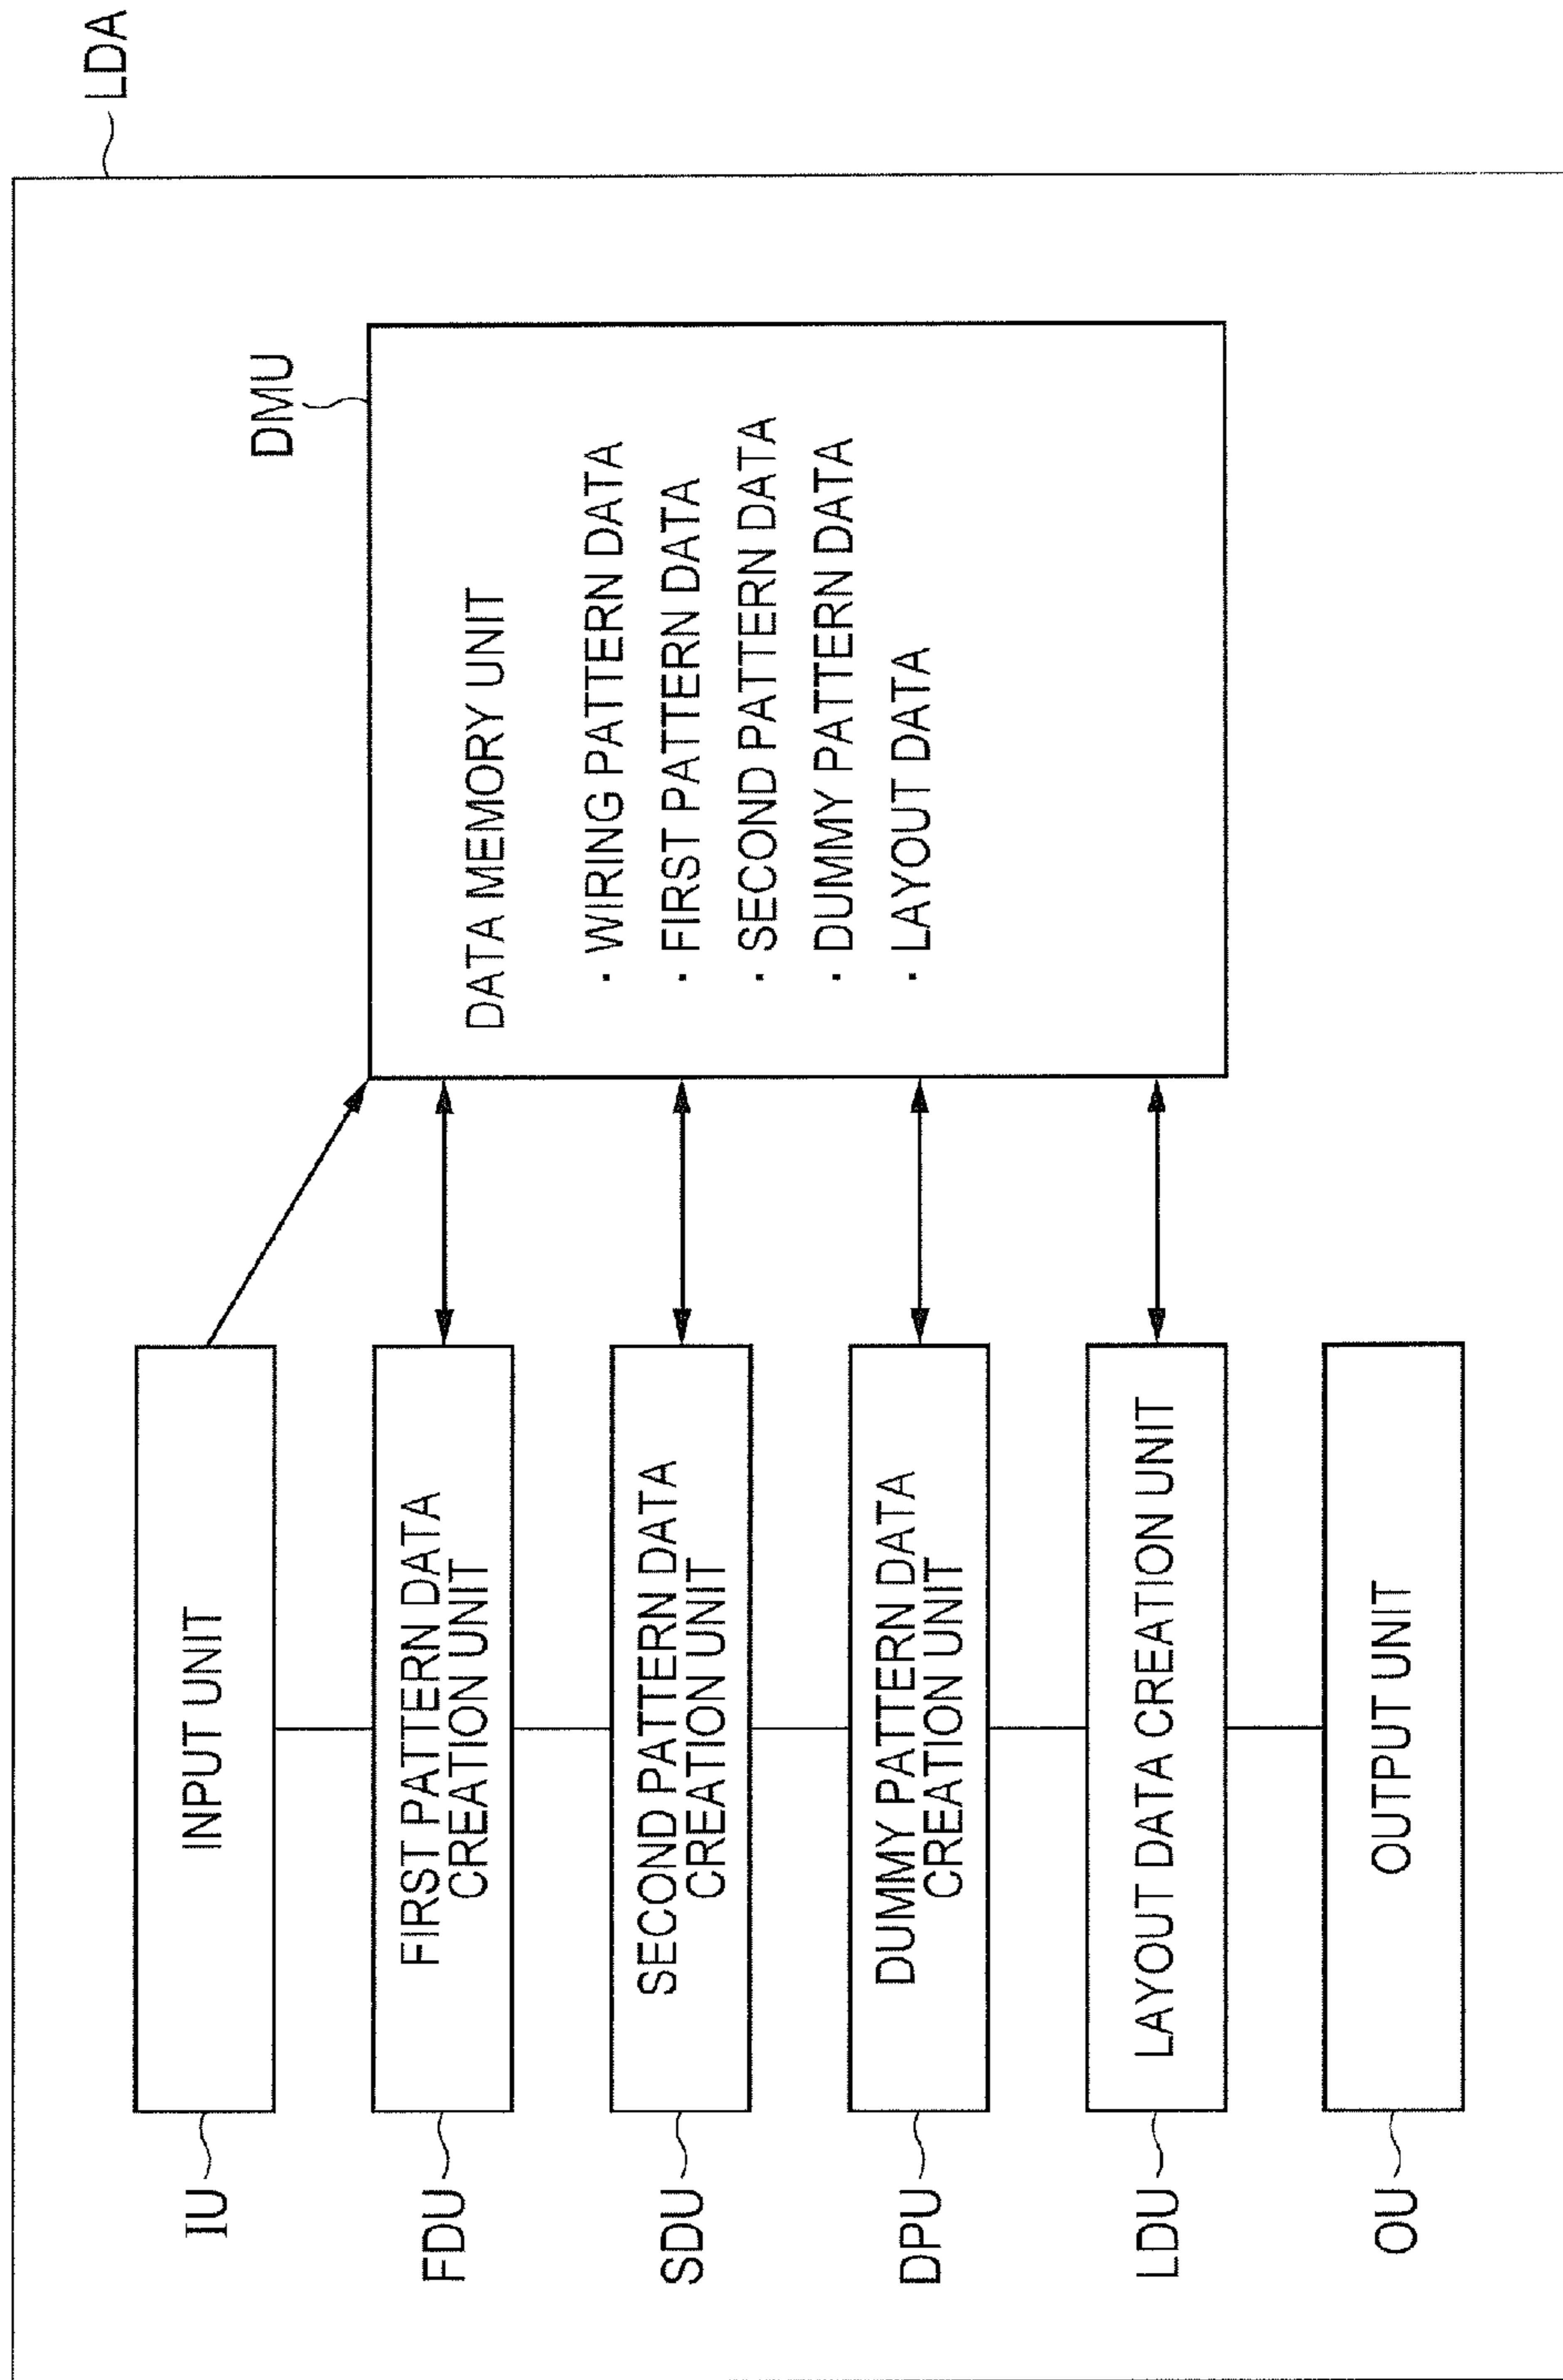 LDA
IU
INPUT UNIT
FDU
FIRST PATTERN DATA
CREATION UNIT
SDU
SECOND PATTERN DATA
CREATION UNIT
DPU
DUMMY PATTERN DATA
CREATION UNIT
LDU
LAYOUT DATA CREATION UNIT
OU
OUTPUT UNIT
DMU
DATA MEMORY UNIT
· WIRING PATTERN DATA
· FIRST PATTERN DATA
· SECOND PATTERN DATA
· DUMMY PATTERN DATA
· LAYOUT DATA